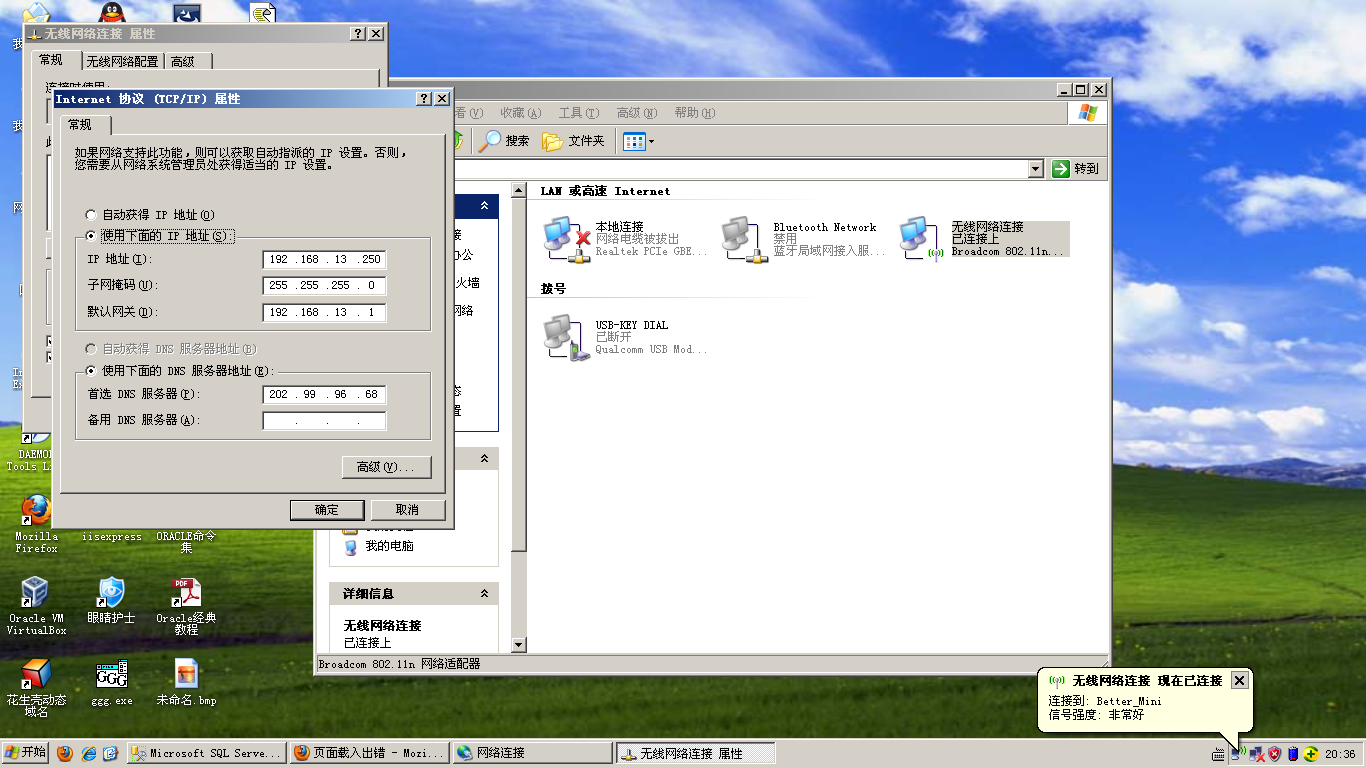 无线网络连接 属性
常规
无线网络配置
高级
连接时使用:
Internet 协议 (TCP/IP) 属性
常规
如果网络支持此功能,则可以获取自动指派的 IP 设置。否则,
您需要从网络系统管理员处获得适当的 IP 设置。
自动获得 IP 地址(O)
使用下面的 IP 地址(S):
IP 地址(I):
192 .168 . 13 .250
子网掩码(U):
255 .255 .255 . 0
默认网关(D):
192 .168 . 13 . 1
自动获得 DNS 服务器地址(B)
使用下面的 DNS 服务器地址(E):
首选 DNS 服务器(P):
202 . 99 . 96 . 68
备用 DNS 服务器(A):
高级(V)...
确定
取消
看(V)
收藏(A)
工具(T)
高级(N)
帮助(H)
搜索
文件夹
转到
LAN 或高速 Internet
本地连接
网络电缆被拔出
Realtek PCIe GBE...
Bluetooth Network
禁用
蓝牙局域网接入服...
无线网络连接
已连接上
Broadcom 802.11n...
拨号
USB-KEY DIAL
已断开
Qualcomm USB Mod...
办公
火墙
网络
我的电脑
详细信息
无线网络连接
已连接上
Broadcom 802.11n 网络适配器
DAEMO
Tools L
Mozilla
Firefox
iisexpress
ORACLE命令
集
Oracle VM
VirtualBox
眼睛护士
Oracle经典
教程
花生壳动态
域名
ggg.exe
未命名.bmp
无线网络连接 现在已连接
连接到: Better_Mini
信号强度: 非常好
开始
Microsoft SQL Serve...
页面载入出错 - Mozi...
网络连接
无线网络连接 属性
20:36